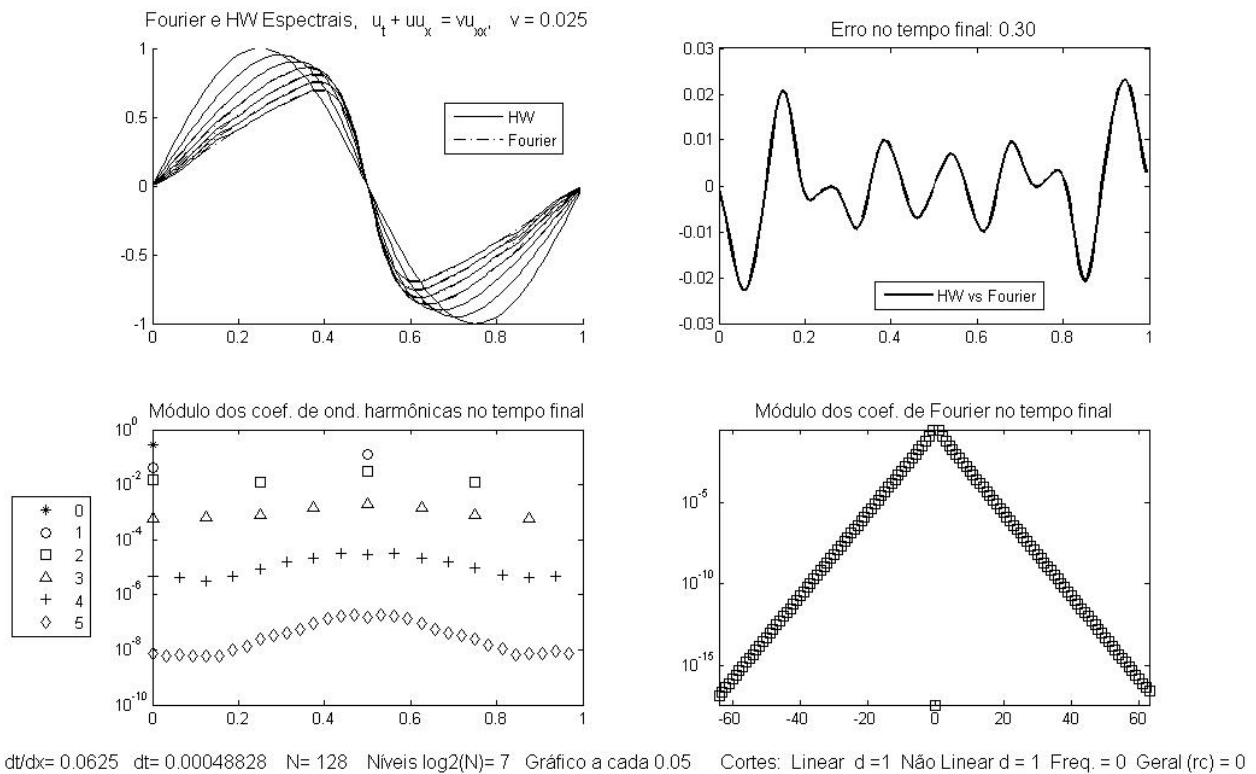 Fourier e HW Espectrais, u_t + uu_x = vu_xx, v = 0.025
1
0.5
0
-0.5
-1
0 0.2 0.4 0.6 0.8 1
HW
Fourier
Erro no tempo final: 0.30
0.03
0.02
0.01
0
-0.01
-0.02
-0.03
0 0.2 0.4 0.6 0.8 1
HW vs Fourier
Módulo dos coef. de ond. harmônicas no tempo final
10^0
10^-2
10^-4
10^-6
10^-8
10^-10
0 0.2 0.4 0.6 0.8 1
0
1
2
3
4
5
Módulo dos coef. de Fourier no tempo final
10^-5
10^-10
10^-15
-60 -40 -20 0 20 40 60
dt/dx= 0.0625 dt= 0.00048828 N= 128 Níveis log2(N)= 7 Gráfico a cada 0.05 Cortes: Linear d =1 Não Linear d = 1 Freq. = 0 Geral (rc) = 0